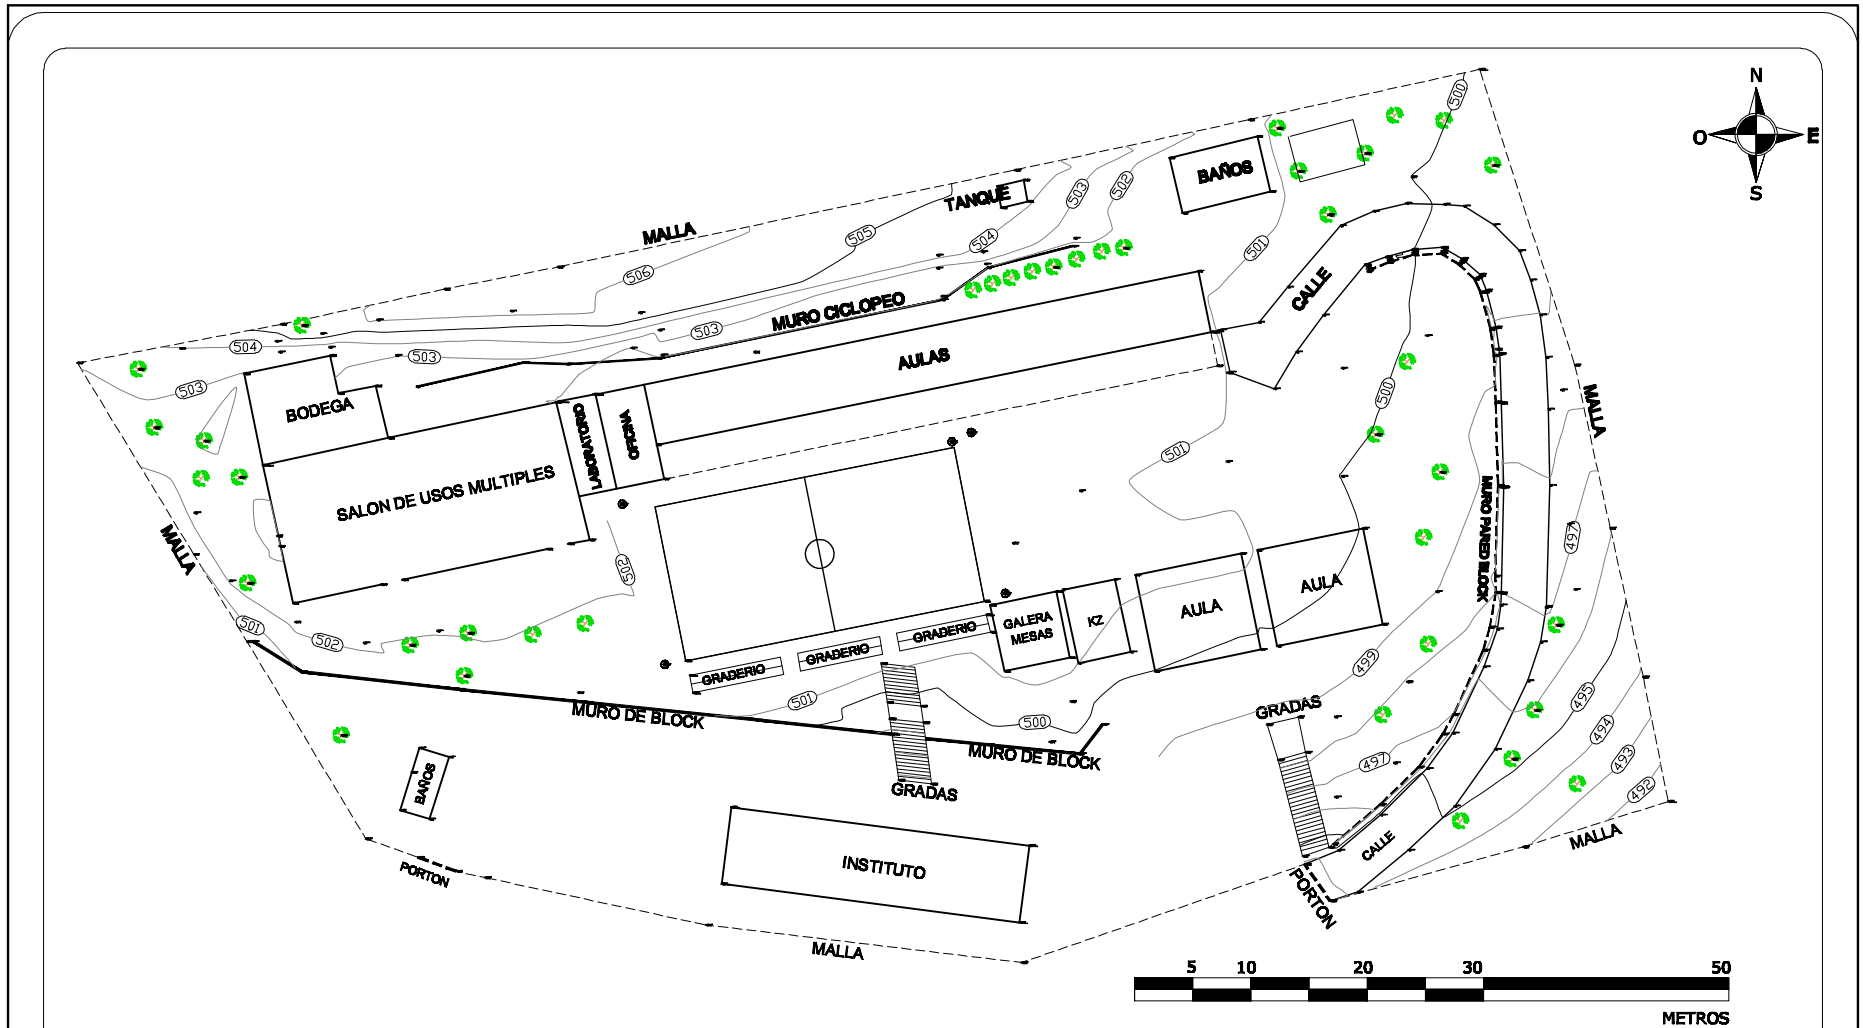 N
O
E
S
500
MALLA
TANQUE
BAÑOS
503
502
505
504
506
501
CALLE
MURO CICLOPEO
503
504
503
AULAS
BODEGA
LABORATORIO
OFICINA
500
MALLA
SALON DE USOS MULTIPLES
501
MURO PARED BLOCK
497
MALLA
502
AULA
AULA
KZ
GALERA
MESAS
GRADERIO
GRADERIO
GRADERIO
501
502
499
501
500
495
494
493
492
497
MURO DE BLOCK
MURO DE BLOCK
GRADAS
GRADAS
BAÑOS
INSTITUTO
CALLE
MALLA
PORTON
PORTON
MALLA
5 10 20 30 50
METROS